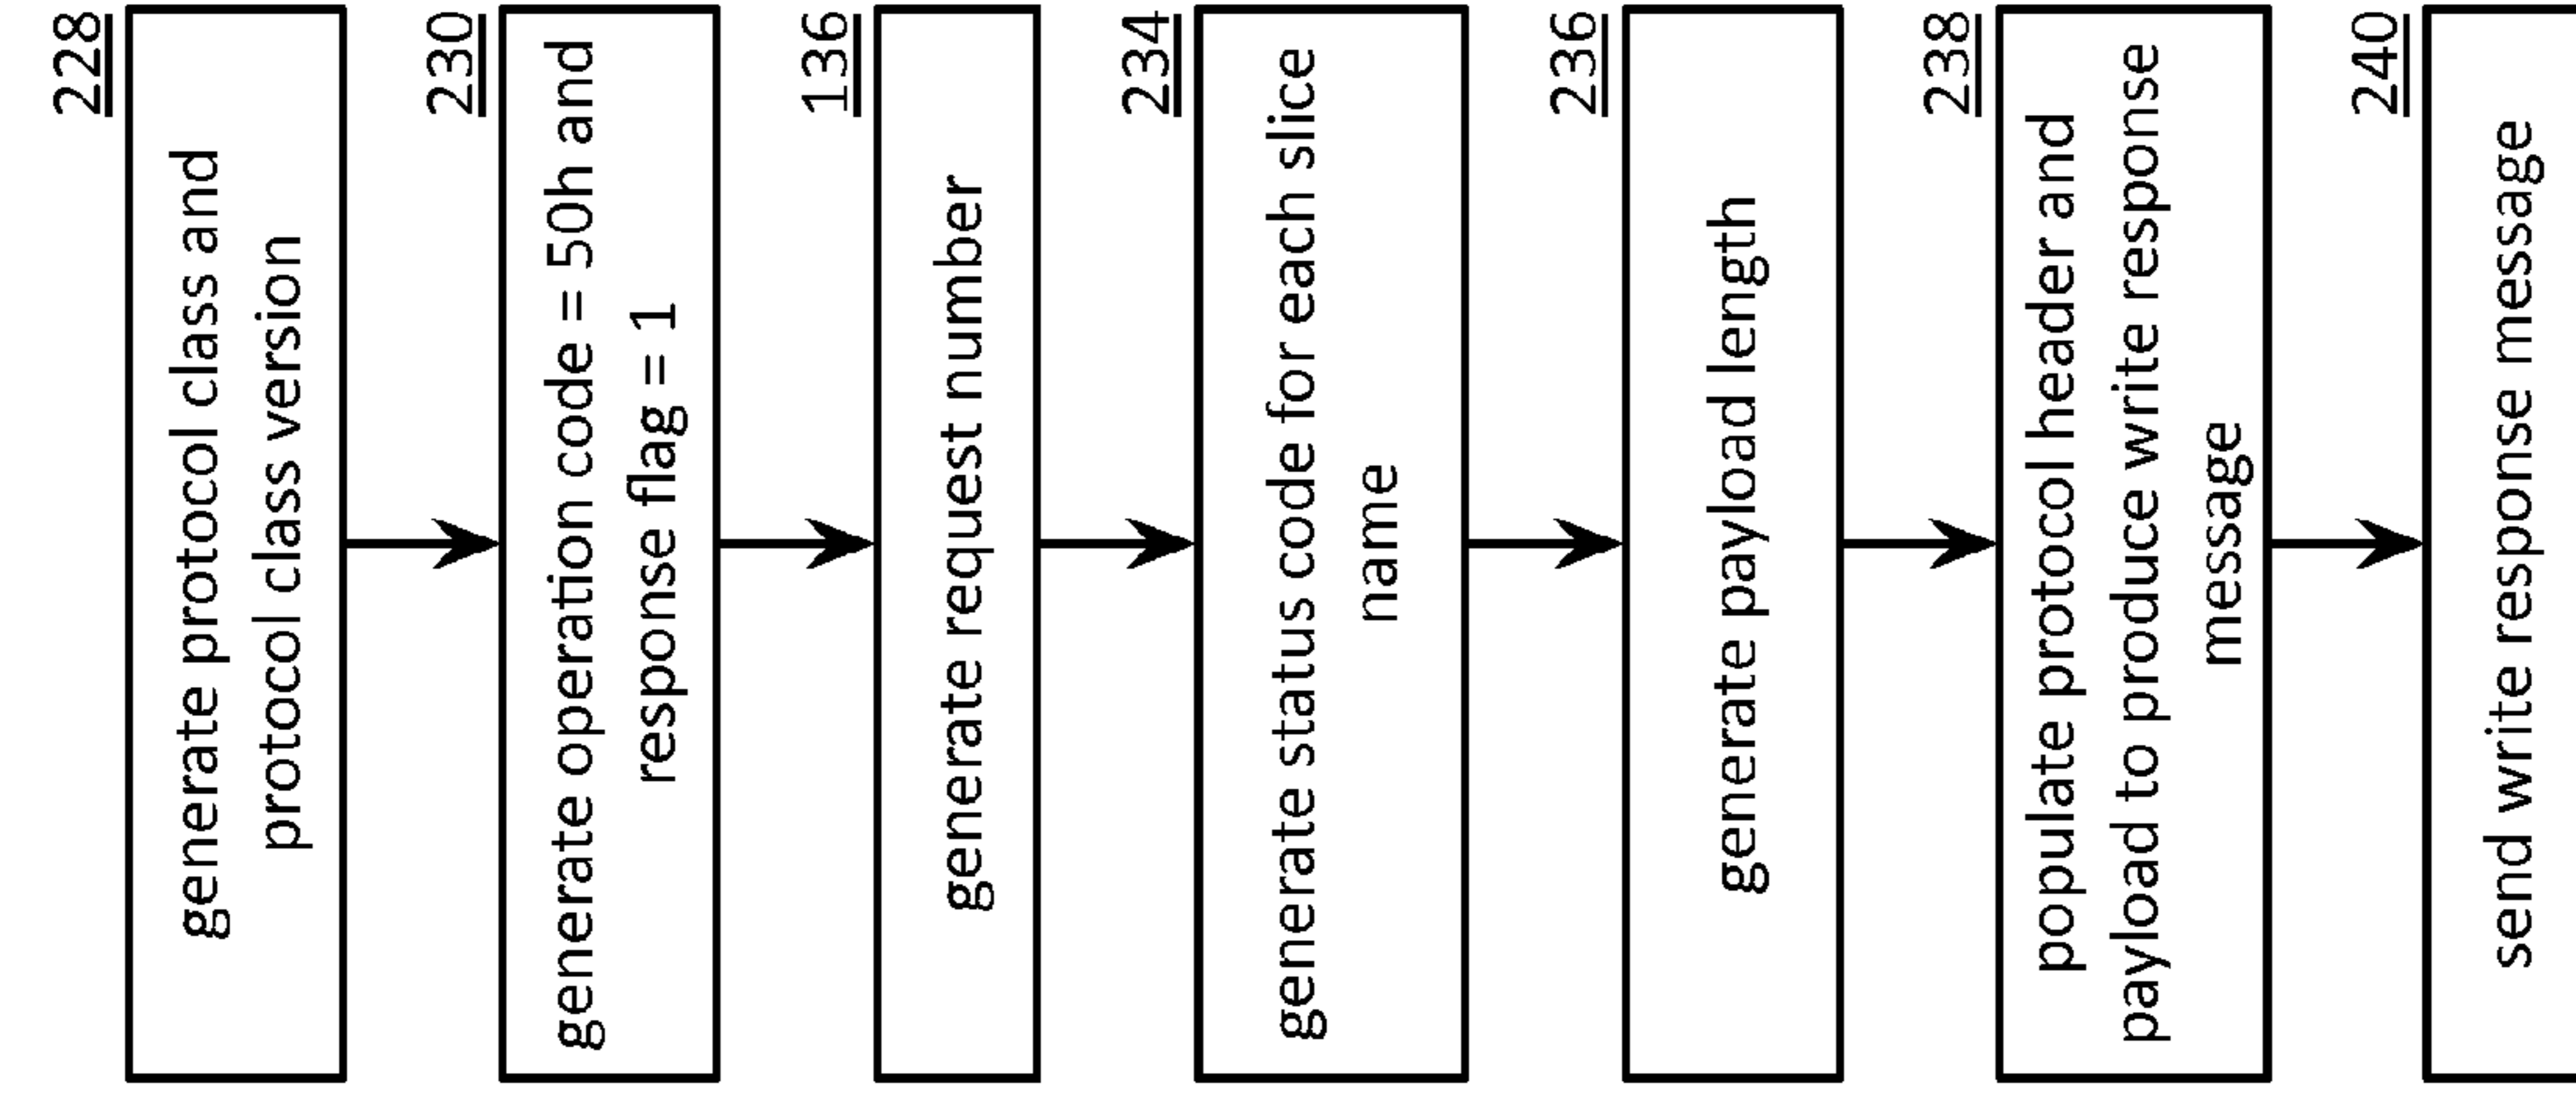 228
generate protocol class and
protocol class version
230
generate operation code = 50h and
response flag = 1
136
generate request number
234
generate status code for each slice
name
236
generate payload length
238
populate protocol header and
payload to produce write response
message
240
send write response message